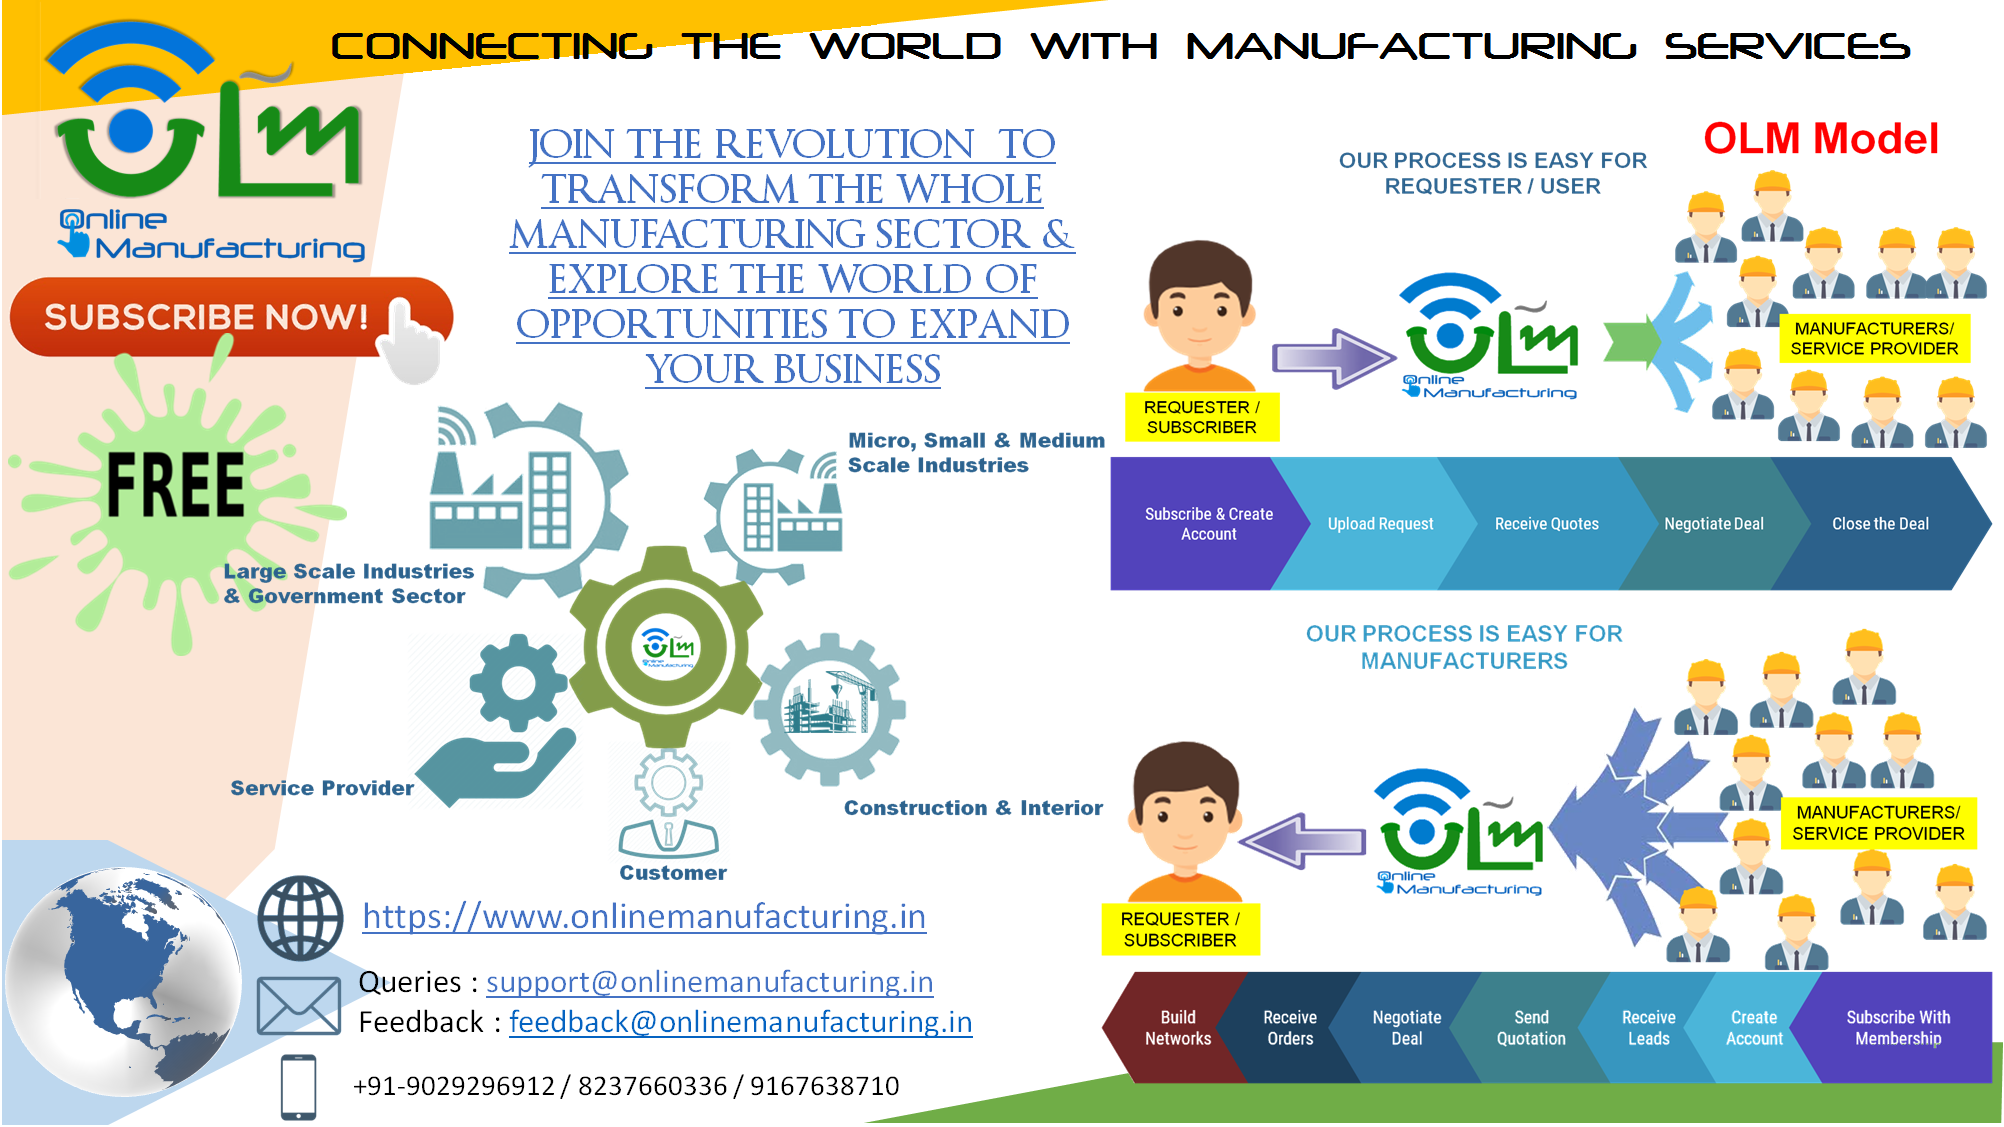 CONNECTING THE WORLD WITH MANUFACTURING SERVICES
OLM
Online
Manufacturing
SUBSCRIBE NOW!
FREE
JOIN THE REVOLUTION TO
TRANSFORM THE WHOLE
MANUFACTURING SECTOR &
EXPLORE THE WORLD OF
OPPORTUNITIES TO EXPAND
YOUR BUSINESS
Micro, Small & Medium
Scale Industries
Large Scale Industries
& Government Sector
OLM
Online
Manufacturing
Service Provider
Construction & Interior
Customer
https://www.onlinemanufacturing.in
Queries : support@onlinemanufacturing.in
Feedback : feedback@onlinemanufacturing.in
+91-9029296912 / 8237660336 / 9167638710
OLM Model
OUR PROCESS IS EASY FOR
REQUESTER / USER
OLM
Online
Manufacturing
MANUFACTURERS/
SERVICE PROVIDER
REQUESTER /
SUBSCRIBER
Subscribe & Create
Account
Upload Request
Receive Quotes
Negotiate Deal
Close the Deal
OUR PROCESS IS EASY FOR
MANUFACTURERS
OLM
Online
Manufacturing
MANUFACTURERS/
SERVICE PROVIDER
REQUESTER /
SUBSCRIBER
Build
Networks
Receive
Orders
Negotiate
Deal
Send
Quotation
Receive
Leads
Create
Account
Subscribe With
Membership